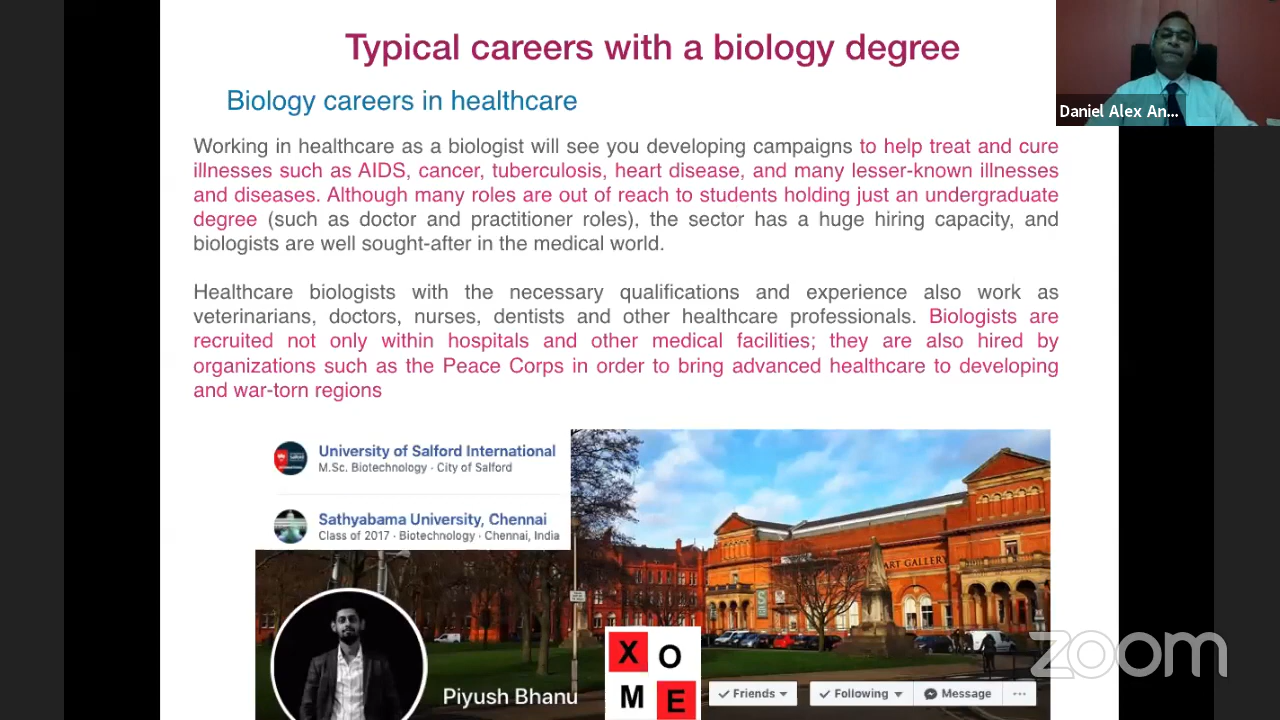 Typical careers with a biology degree
Daniel Alex An...
Biology careers in healthcare
Working in healthcare as a biologist will see you developing campaigns to help treat and cure
illnesses such as AIDS, cancer, tuberculosis, heart disease, and many lesser-known illnesses
and diseases. Although many roles are out of reach to students holding just an undergraduate
degree (such as doctor and practitioner roles), the sector has a huge hiring capacity, and
biologists are well sought-after in the medical world.
Healthcare biologists with the necessary qualifications and experience also work as
veterinarians, doctors, nurses, dentists and other healthcare professionals. Biologists are
recruited not only within hospitals and other medical facilities; they are also hired by
organizations such as the Peace Corps in order to bring advanced healthcare to developing
and war-torn regions
University of Salford International
M.Sc. Biotechnology · City of Salford
Sathyabama University, Chennai
Class of 2017 · Biotechnology · Chennai, India
ART GALLERY
X O
M E
Piyush Bhanu
Friends
Following
Message
...
zoom